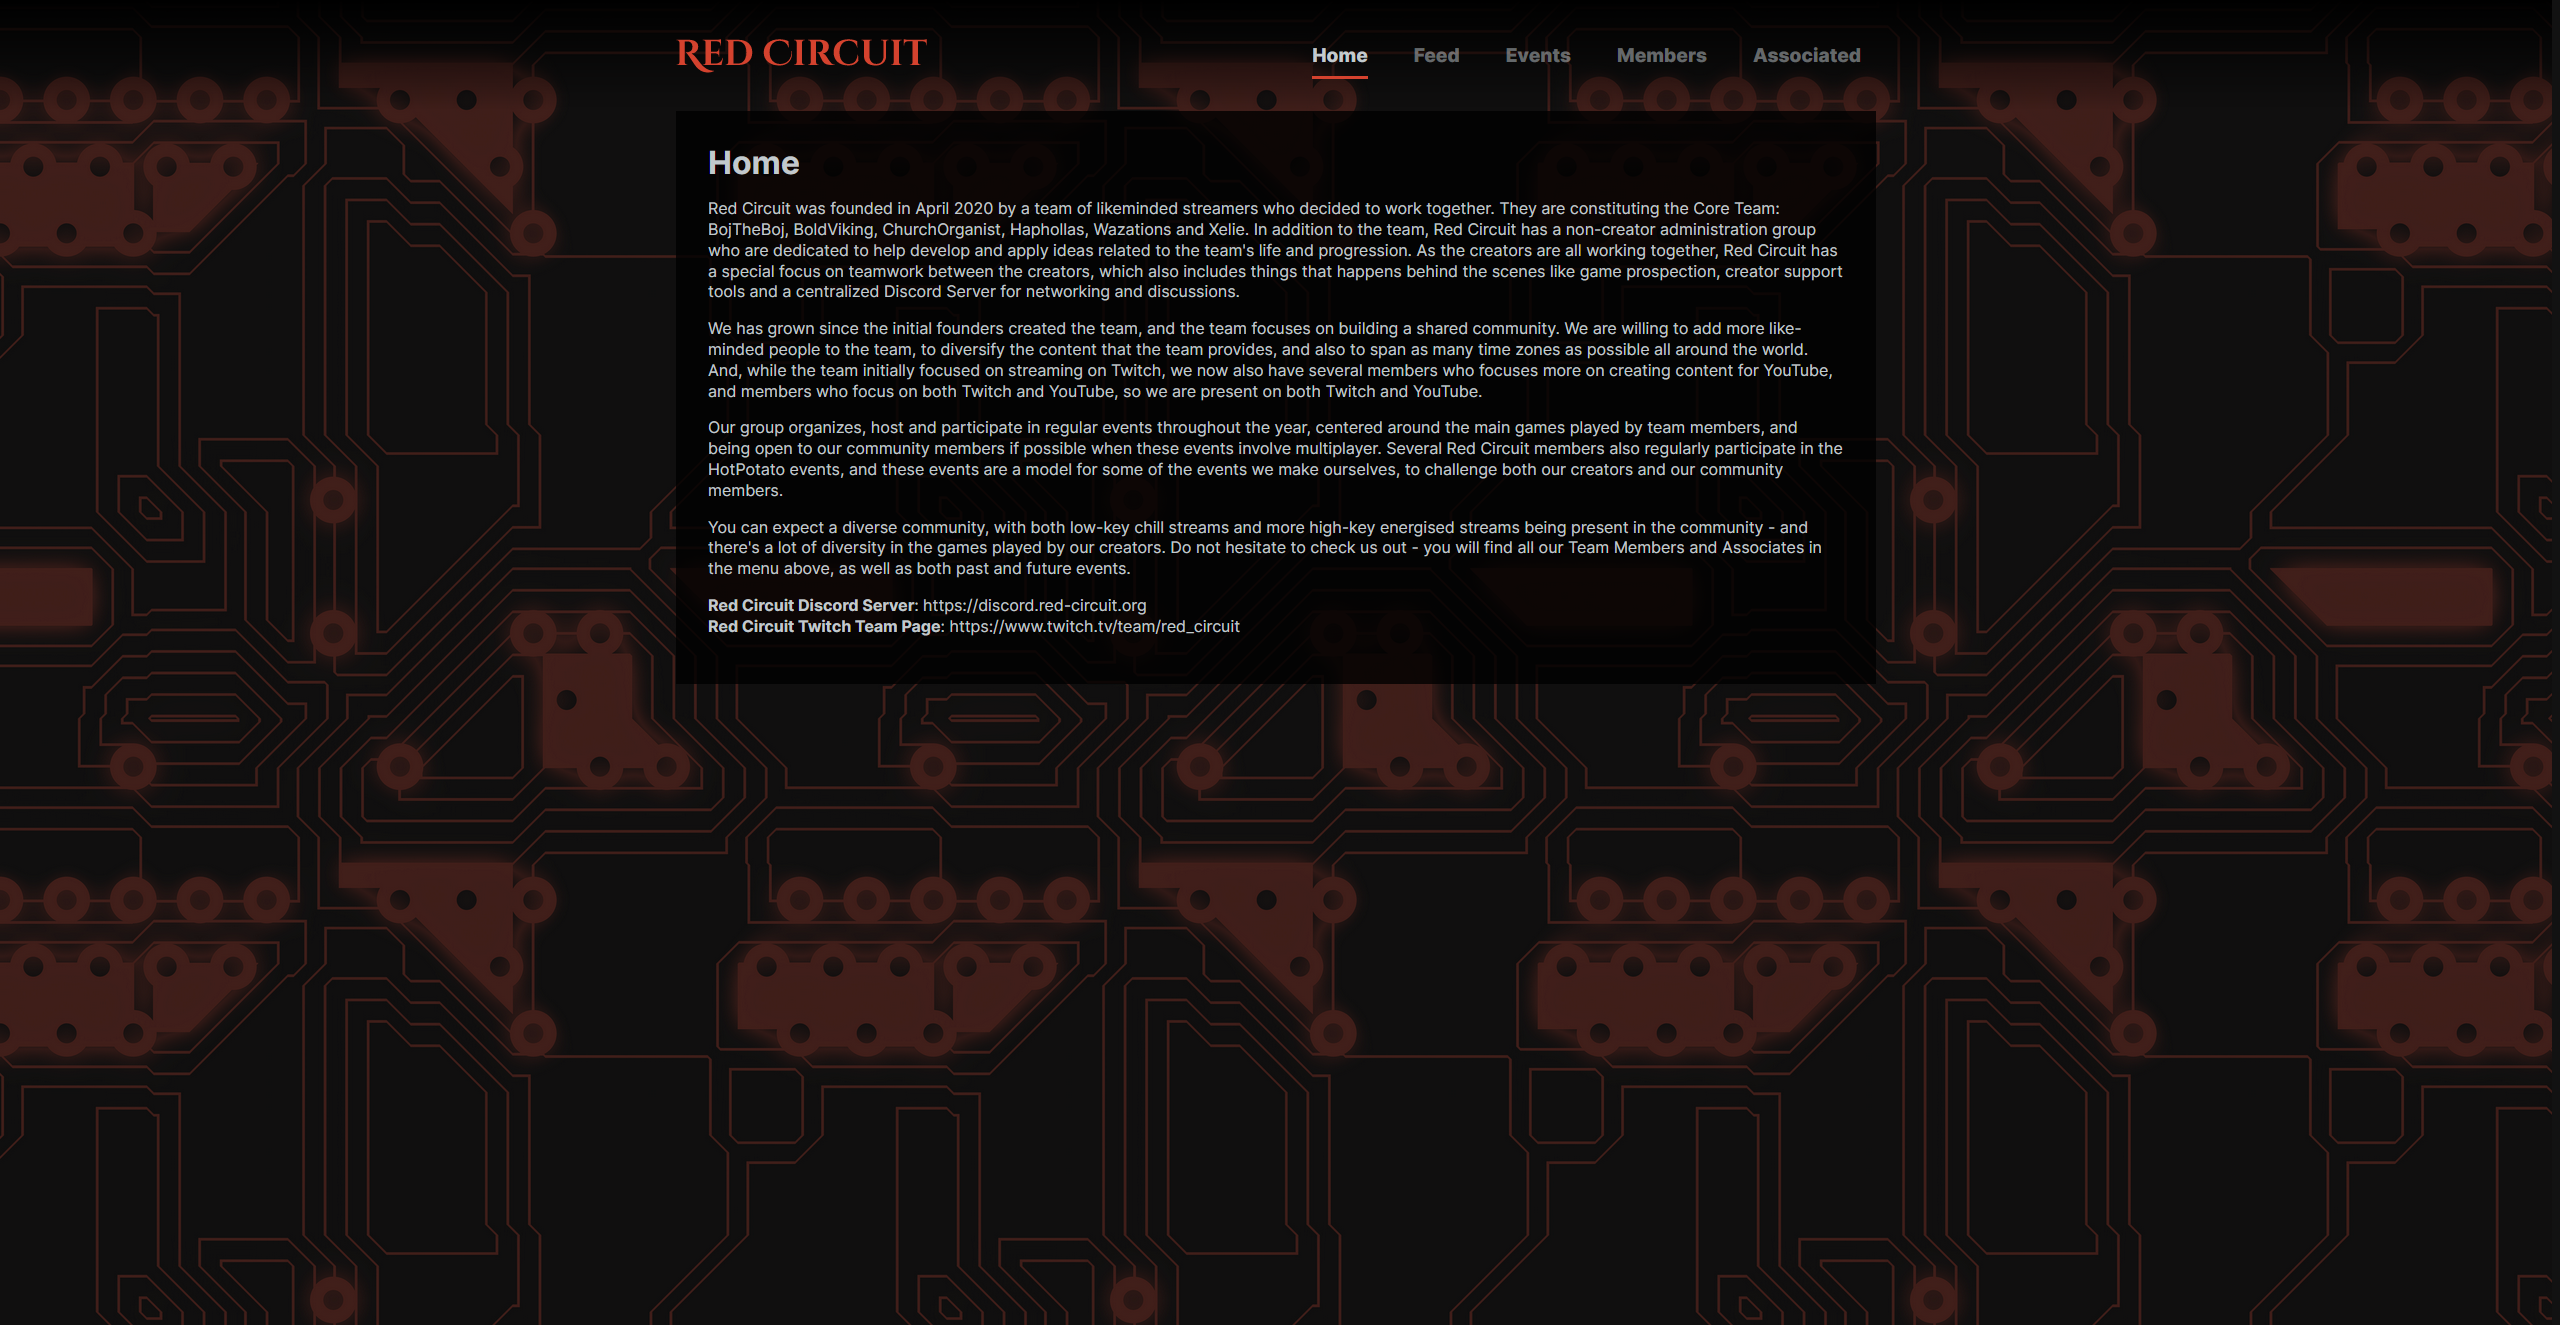 RED CIRCUIT
Home Feed Events Members Associated
Home
Red Circuit was founded in April 2020 by a team of likeminded streamers who decided to work together. They are constituting the Core Team:
BojTheBoj, BoldViking, ChurchOrganist, Haphollas, Wazations and Xelie. In addition to the team, Red Circuit has a non-creator administration group
who are dedicated to help develop and apply ideas related to the team's life and progression. As the creators are all working together, Red Circuit has
a special focus on teamwork between the creators, which also includes things that happens behind the scenes like game prospection, creator support
tools and a centralized Discord Server for networking and discussions.
We has grown since the initial founders created the team, and the team focuses on building a shared community. We are willing to add more like-
minded people to the team, to diversify the content that the team provides, and also to span as many time zones as possible all around the world.
And, while the team initially focused on streaming on Twitch, we now also have several members who focuses more on creating content for YouTube,
and members who focus on both Twitch and YouTube, so we are present on both Twitch and YouTube.
Our group organizes, host and participate in regular events throughout the year, centered around the main games played by team members, and
being open to our community members if possible when these events involve multiplayer. Several Red Circuit members also regularly participate in the
HotPotato events, and these events are a model for some of the events we make ourselves, to challenge both our creators and our community
members.
You can expect a diverse community, with both low-key chill streams and more high-key energised streams being present in the community - and
there's a lot of diversity in the games played by our creators. Do not hesitate to check us out - you will find all our Team Members and Associates in
the menu above, as well as both past and future events.
Red Circuit Discord Server: https://discord.red-circuit.org
Red Circuit Twitch Team Page: https://www.twitch.tv/team/red_circuit